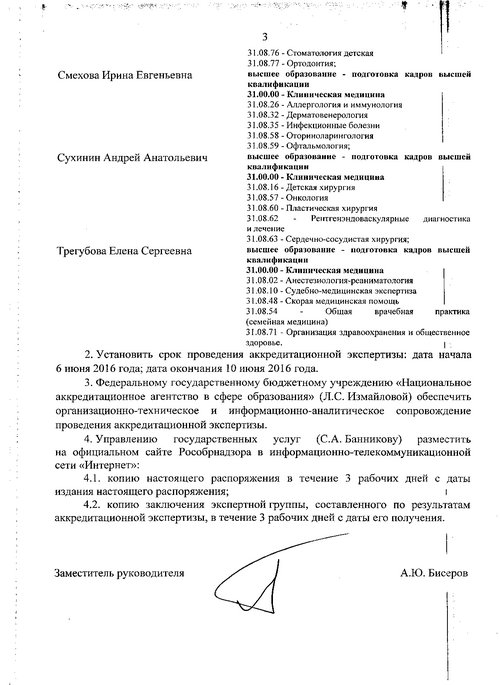 3
31.08.76 - Стоматология детская
31.08.77 - Ортодонтия;
Смехова Ирина Евгеньевна
высшее образование - подготовка кадров высшей
квалификации
31.00.00 - Клиническая медицина
31.08.26 - Аллергология и иммунология
31.08.32 - Дерматовенерология
31.08.35 - Инфекционные болезни
31.08.58 - Оториноларингология
31.08.59 - Офтальмология;
Сухинин Андрей Анатольевич
высшее образование - подготовка кадров высшей
квалификации
31.00.00 - Клиническая медицина
31.08.16 - Детская хирургия
31.08.57 - Онкология
31.08.60 - Пластическая хирургия
31.08.62 - Рентгенэндоваскулярные диагностика
и лечение
31.08.63 - Сердечно-сосудистая хирургия;
Трегубова Елена Сергеевна
высшее образование - подготовка кадров высшей
квалификации
31.00.00 - Клиническая медицина
31.08.02 - Анестезиология-реаниматология
31.08.10 - Судебно-медицинская экспертиза
31.08.48 - Скорая медицинская помощь
31.08.54 - Общая врачебная практика
(семейная медицина)
31.08.71 - Организация здравоохранения и общественное
здоровье.
2. Установить срок проведения аккредитационной экспертизы: дата начала
6 июня 2016 года; дата окончания 10 июня 2016 года.
3. Федеральному государственному бюджетному учреждению «Национальное
аккредитационное агентство в сфере образования» (Л.С. Измайловой) обеспечить
организационно-техническое и информационно-аналитическое сопровождение
проведения аккредитационной экспертизы.
4. Управлению государственных услуг (С.А. Банникову) разместить
на официальном сайте Рособрнадзора в информационно-телекоммуникационной
сети «Интернет»:
4.1. копию настоящего распоряжения в течение 3 рабочих дней с даты
издания настоящего распоряжения;
4.2. копию заключения экспертной группы, составленного по результатам
аккредитационной экспертизы, в течение 3 рабочих дней с даты его получения.
Заместитель руководителя
А.Ю. Бисеров